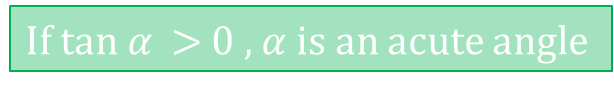 If tan α > 0 , α is an acute angle